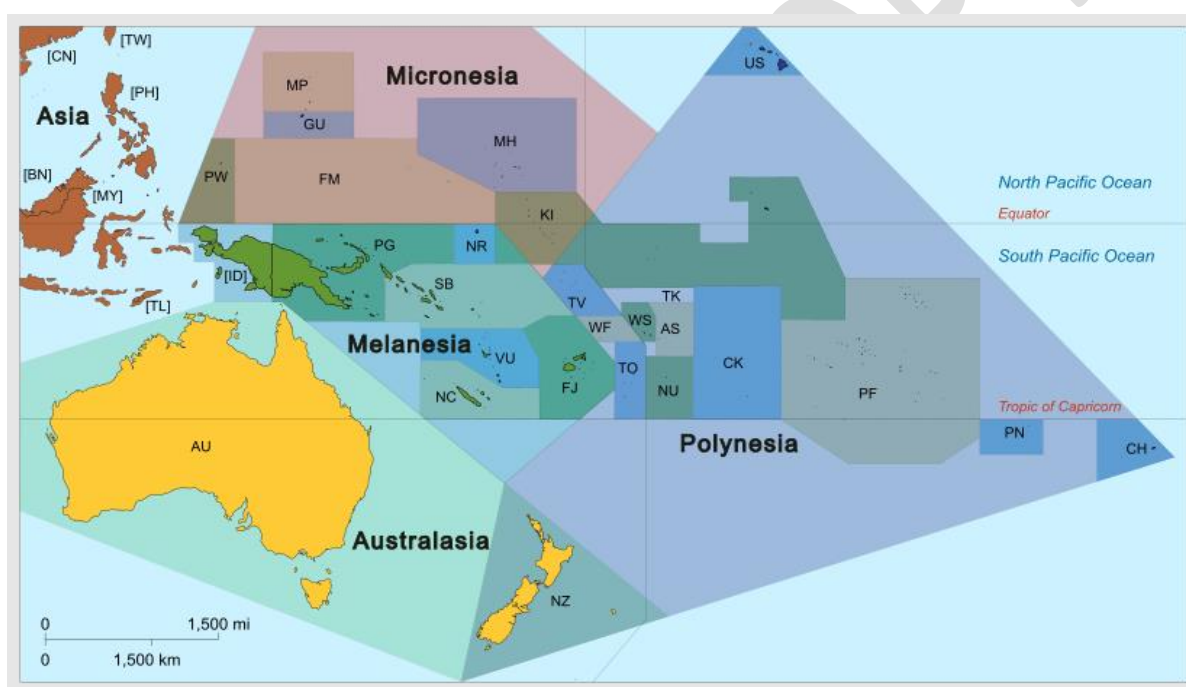 [TW]
[CN]
US
Micronesia
MP
[PH]
Asia
GU
MH
[BN]
PW
FM
North Pacific Ocean
[MY]
KI
Equator
PG
NR
South Pacific Ocean
[ID]
SB
[TL]
TV
TK
WF
WS
AS
Melanesia
VU
TO
CK
FJ
NU
NC
PF
Tropic of Capricorn
PN
AU
Polynesia
CH
Australasia
NZ
0 1,500 mi
0 1,500 km